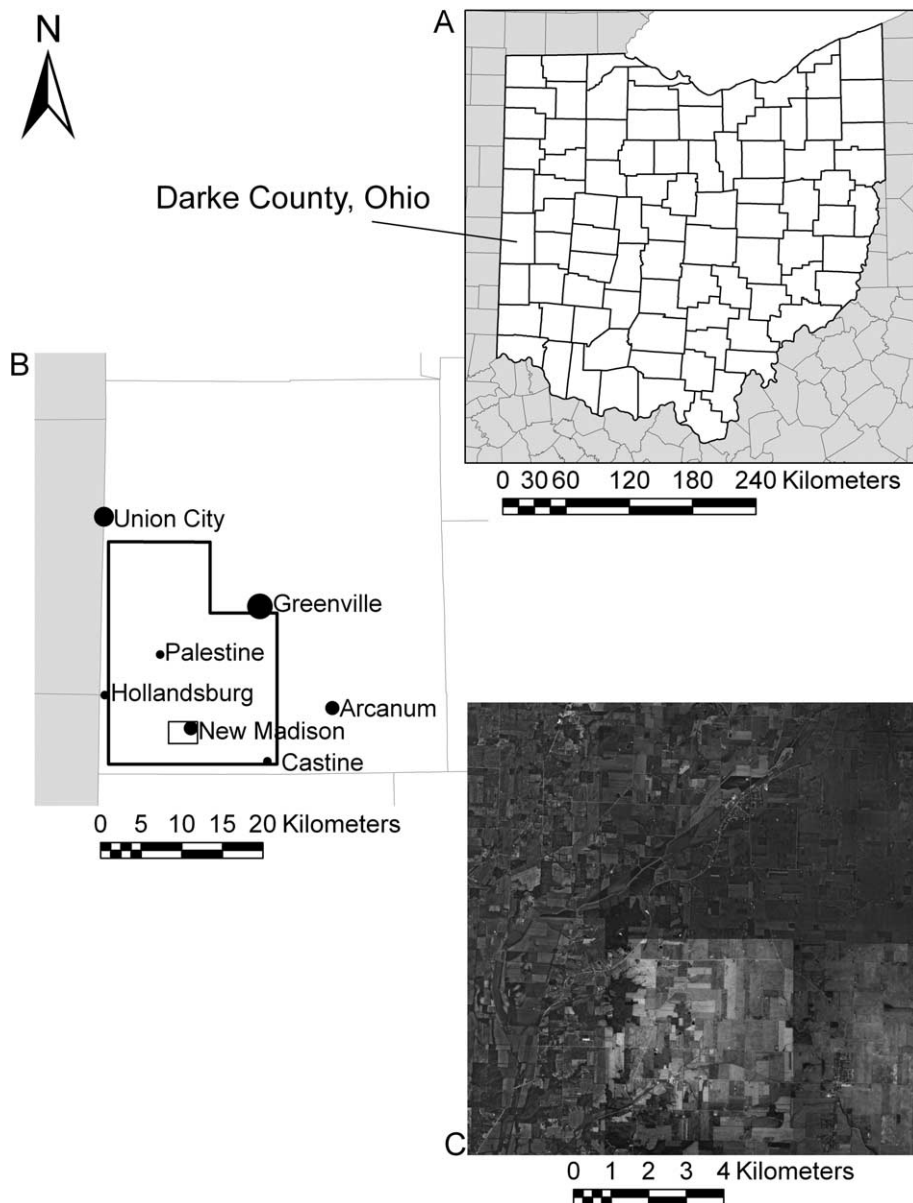 N
A
Darke County, Ohio
0 30 60 120 180 240 Kilometers
B
Union City
Greenville
Palestine
Hollandsburg
Arcanum
New Madison
Castine
0 5 10 15 20 Kilometers
C
0 1 2 3 4 Kilometers